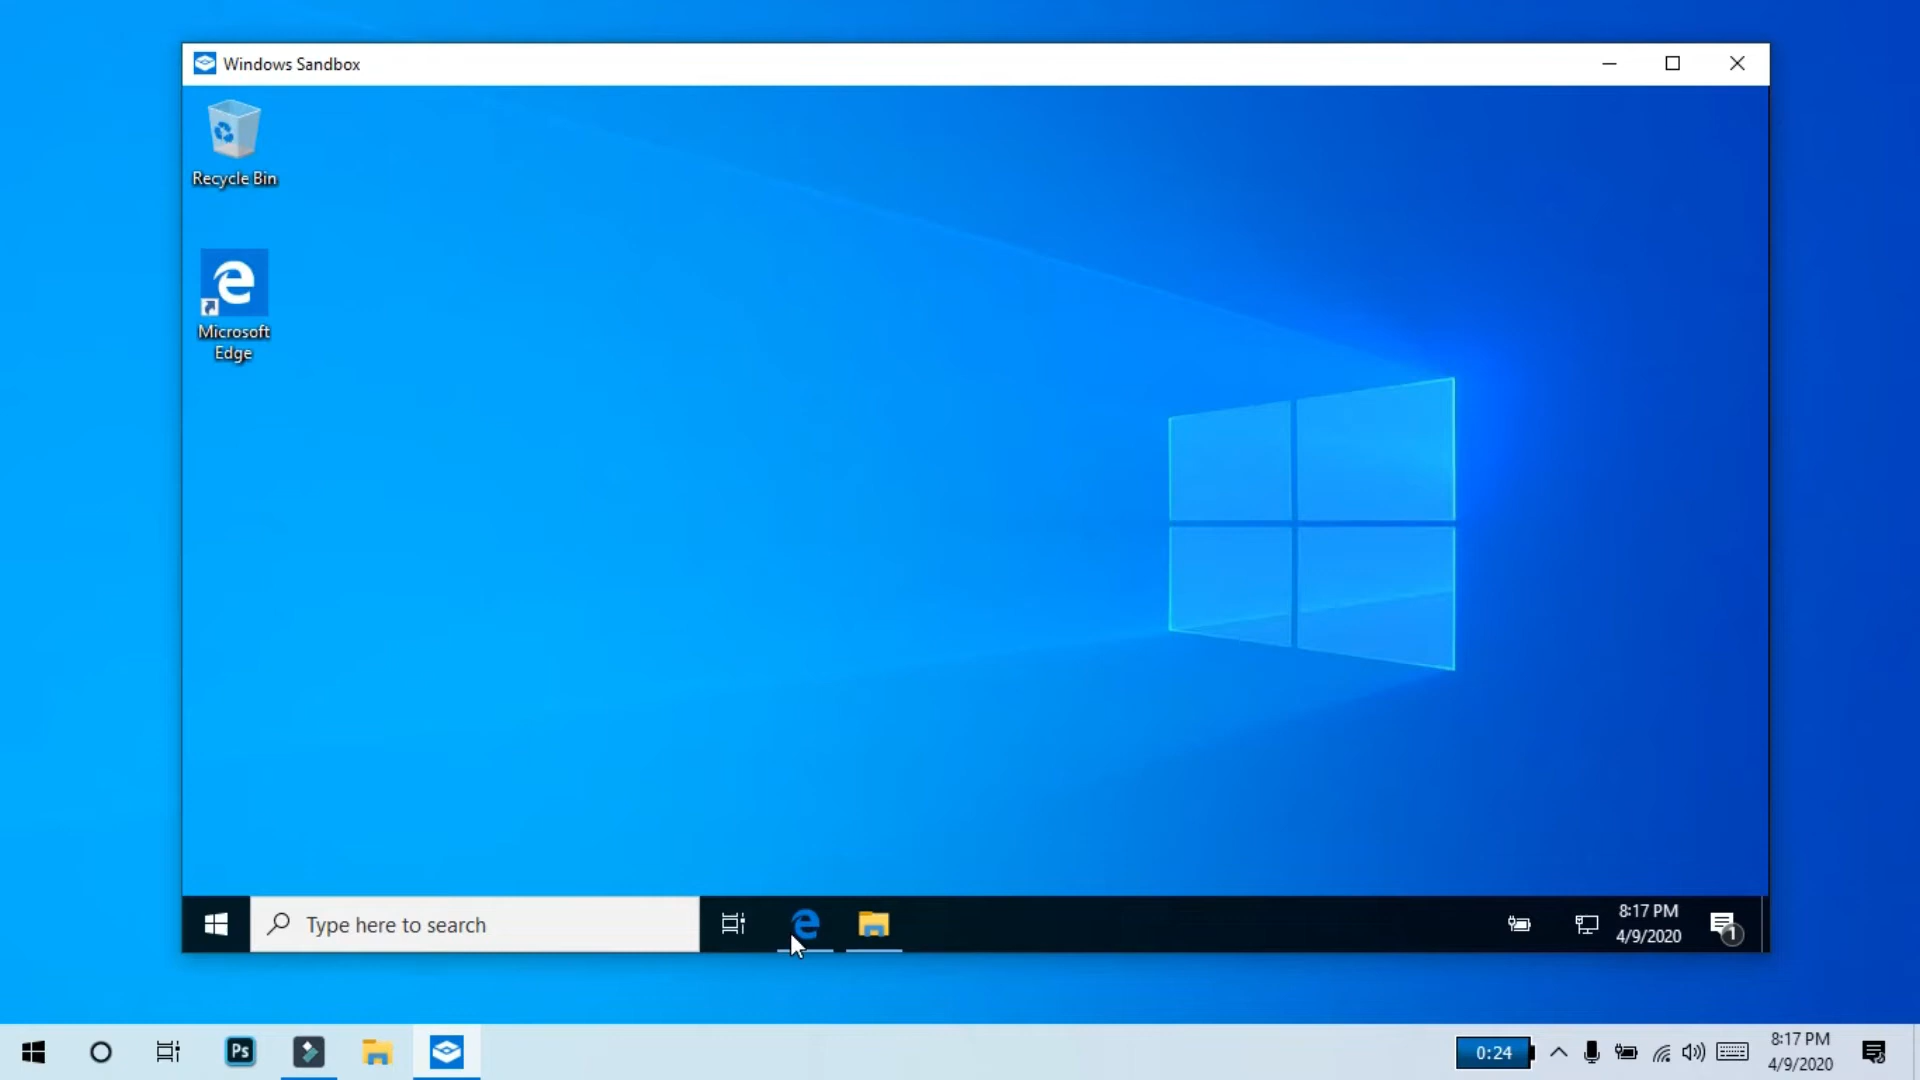 Windows Sandbox
Recycle Bin
Microsoft
Edge
Type here to search
8:17 PM
4/9/2020
1
Ps
0:24
8:17 PM
4/9/2020